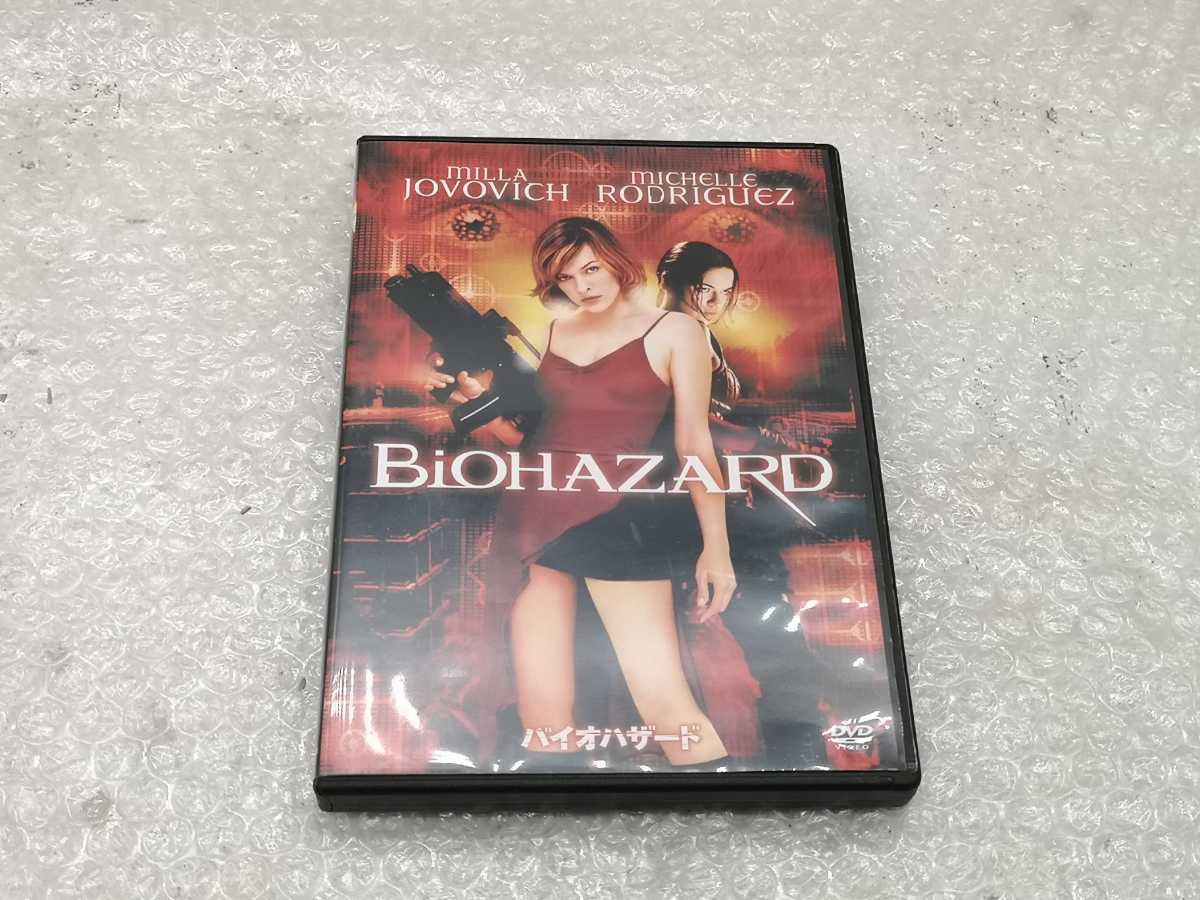 MILLA
JOVOVICH
MICHELLE
RODRIGUEZ
BiOHAZARD
バイオハザード
DVD
VIDEO